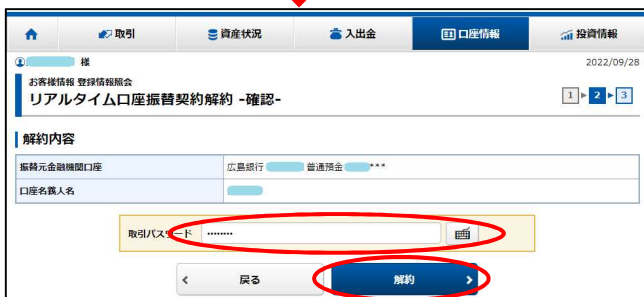 取引 資産状況 入出金 口座情報 投資情報
① 様 2022/09/28
お客様情報 登録情報照会
リアルタイム口座振替契約解約 -確認- 1 2 3
解約内容
振替元金融機関口座 広島銀行 普通預金 ***
口座名義人名
取引パスワード ••••••••
戻る 解約